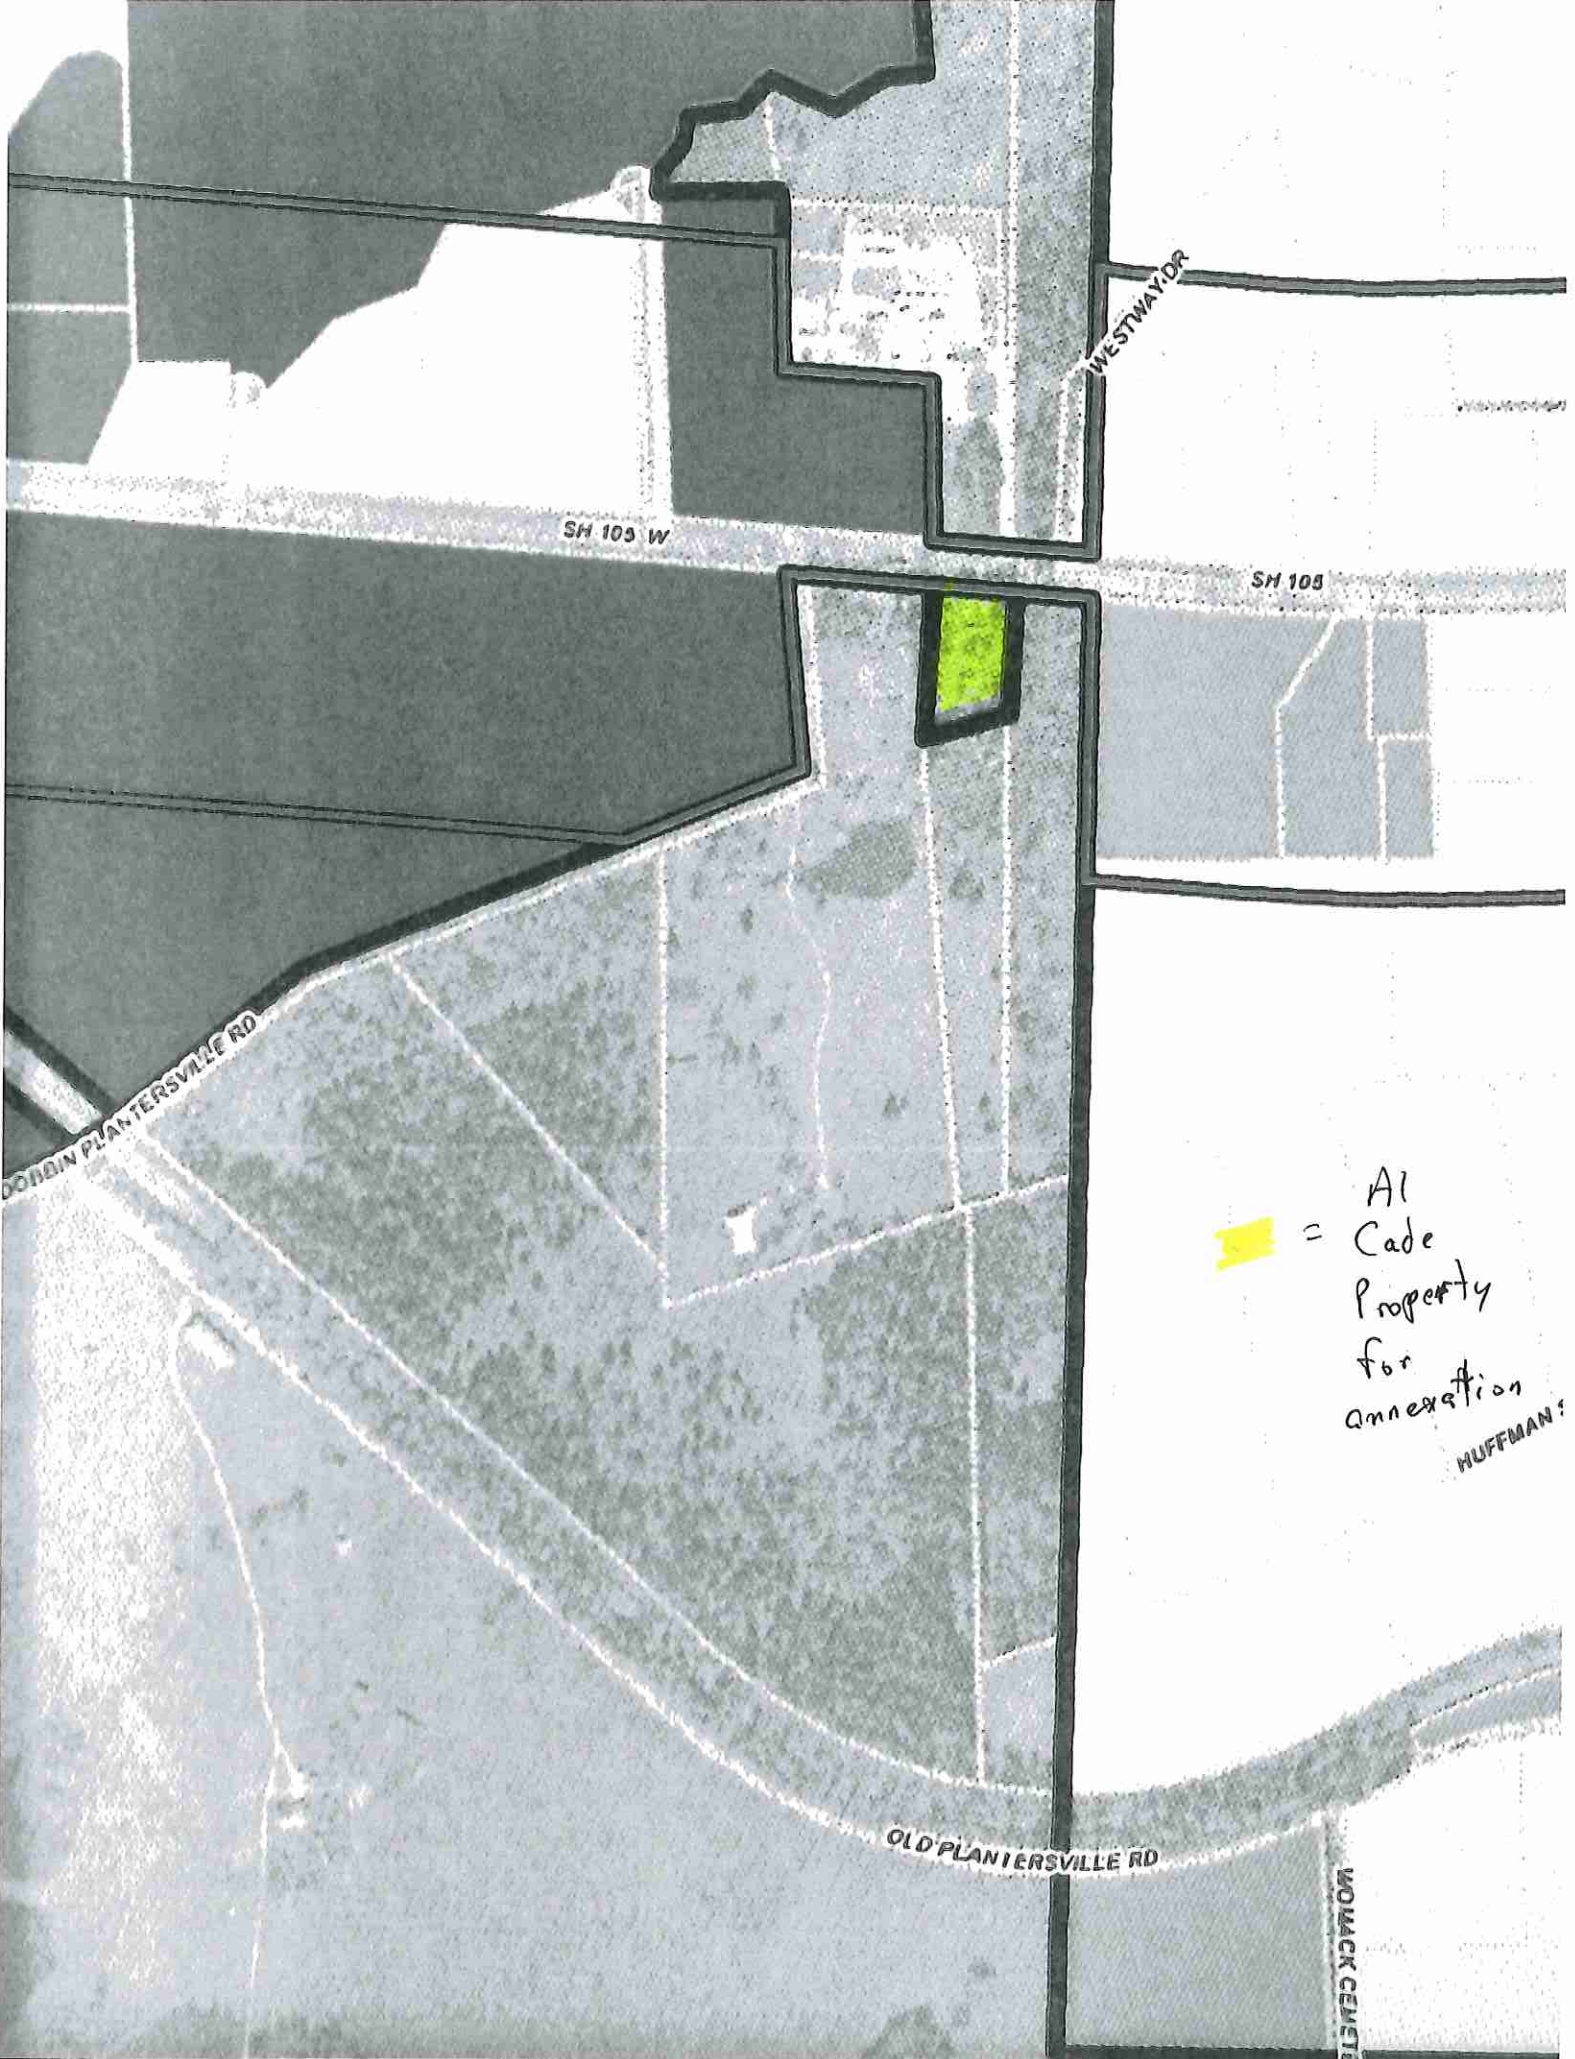 WESTWAY DR
SH 105 W
SH 105
DOBBIN PLANTERSVILLE RD
= Al
Cade
Property
for
annexation
HUFFMAN
OLD PLANTERSVILLE RD
WOMACK CEMETE